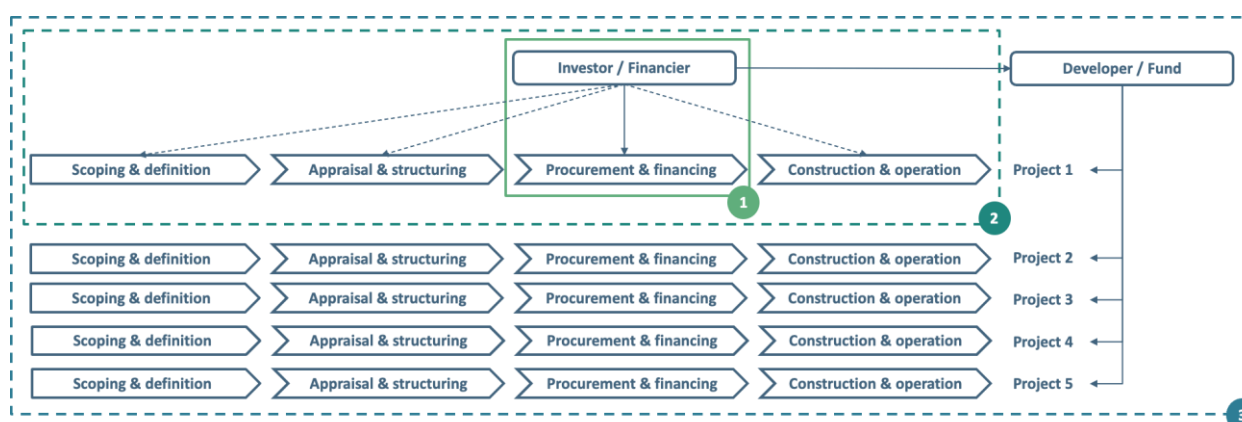 Investor / Financier
Developer / Fund
Scoping & definition
Appraisal & structuring
Procurement & financing
Construction & operation
Project 1
1
2
Scoping & definition
Appraisal & structuring
Procurement & financing
Construction & operation
Project 2
Scoping & definition
Appraisal & structuring
Procurement & financing
Construction & operation
Project 3
Scoping & definition
Appraisal & structuring
Procurement & financing
Construction & operation
Project 4
Scoping & definition
Appraisal & structuring
Procurement & financing
Construction & operation
Project 5
3